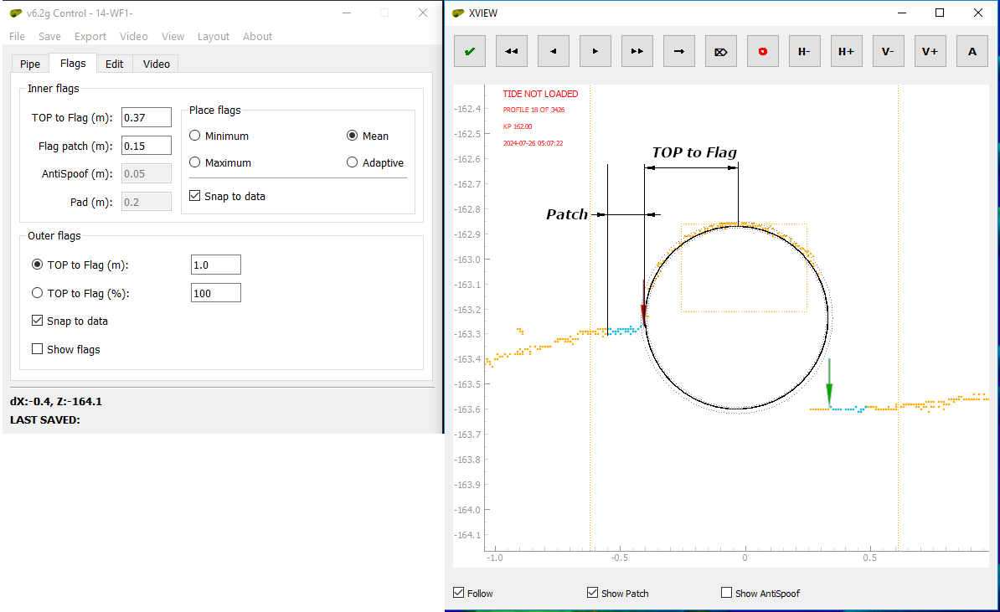 v6.2g Control - 14-WF1-
File Save Export Video View Layout About
Pipe Flags Edit Video
Inner flags
TOP to Flag (m): 0.37
Flag patch (m): 0.15
AntiSpoof (m): 0.05
Pad (m): 0.2
Place flags
Minimum Mean
Maximum Adaptive
Snap to data
Outer flags
TOP to Flag (m): 1.0
TOP to Flag (%): 100
Snap to data
Show flags
dX:-0.4, Z:-164.1
LAST SAVED:
XVIEW
H- H+ V- V+ A
TIDE NOT LOADED
PROFILE 18 OF 3426
KP 162.00
2024-07-26 05:07:22
TOP to Flag
Patch
-162.4
-162.5
-162.6
-162.7
-162.8
-162.9
-163.0
-163.1
-163.2
-163.3
-163.4
-163.5
-163.6
-163.7
-163.8
-163.9
-164.0
-164.1
-1.0 -0.5 0 0.5
Follow Show Patch Show AntiSpoof